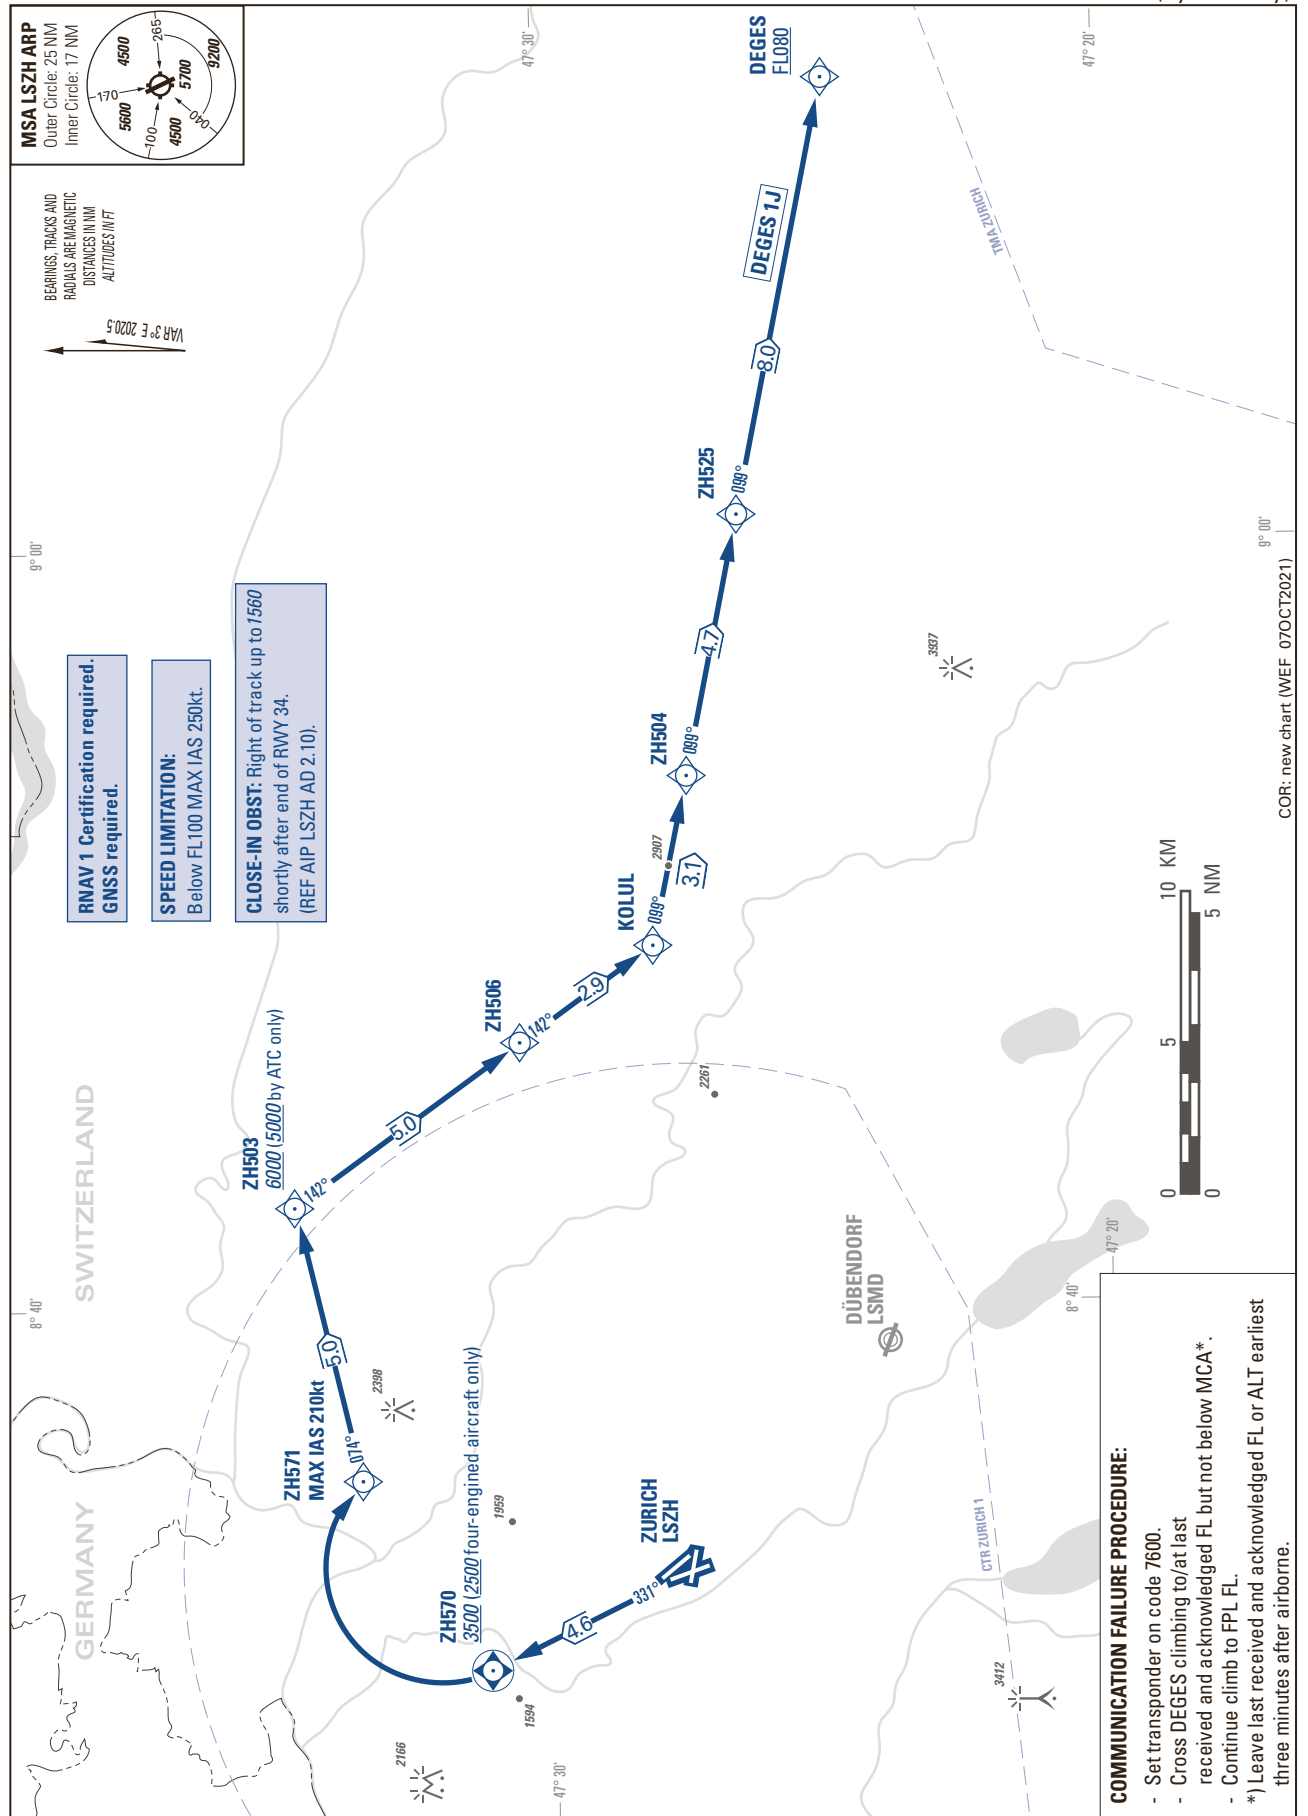 MSA LSZH ARP
Outer Circle: 25 NM
Inner Circle: 17 NM
170
265
100
040
5600
4500
5700
4500
9200
BEARINGS, TRACKS AND
RADIALS ARE MAGNETIC
DISTANCES IN NM
ALTITUDES IN FT
VAR 3° E 2020.5
GERMANY
SWITZERLAND
8° 40'
9° 00'
RNAV 1 Certification required.
GNSS required.
SPEED LIMITATION:
Below FL100 MAX IAS 250kt.
CLOSE-IN OBST: Right of track up to 1560
shortly after end of RWY 34.
(REF AIP LSZH AD 2.10).
ZH503
6000 (5000 by ATC only)
142°
5.0
ZH571
MAX IAS 210kt
074°
5.0
2398
2166
ZH570
3500 (2500 four-engined aircraft only)
1594
1959
4.6
331°
ZURICH
LSZH
ZH506
142°
2.9
KOLUL
099°
3.1
2907
ZH504
099°
4.7
ZH525
099°
8.0
DEGES 1J
DEGES
FL080
47° 30'
47° 30'
47° 20'
47° 20'
2261
3937
3412
DÜBENDORF
LSMD
TMA ZURICH
CTR ZURICH 1
8° 40'
9° 00'
0
5
10 KM
0
5 NM
COMMUNICATION FAILURE PROCEDURE:
- Set transponder on code 7600.
- Cross DEGES climbing to/at last
received and acknowledged FL but not below MCA*.
- Continue climb to FPL FL.
*) Leave last received and acknowledged FL or ALT earliest
three minutes after airborne.
COR: new chart (WEF 07OCT2021)